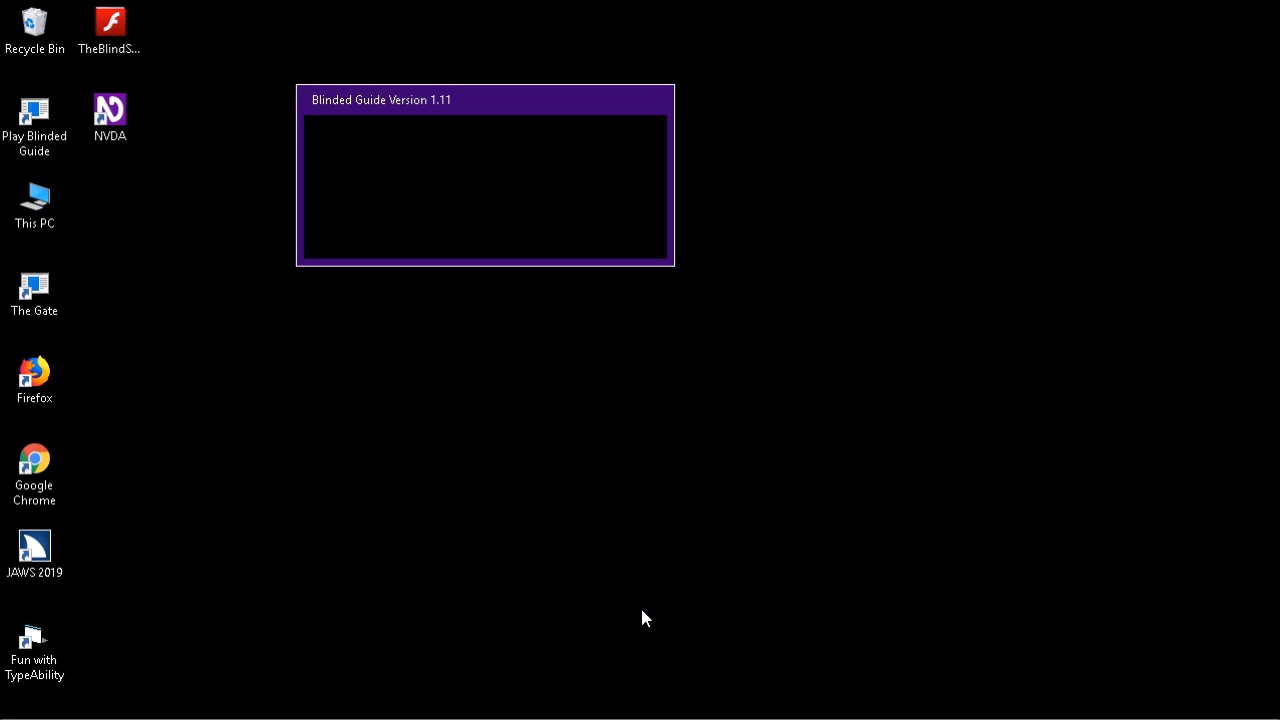 Recycle Bin
TheBlindS...
Blinded Guide Version 1.11
Play Blinded
Guide
NVDA
This PC
The Gate
Firefox
Google
Chrome
JAWS 2019
Fun with
TypeAbility